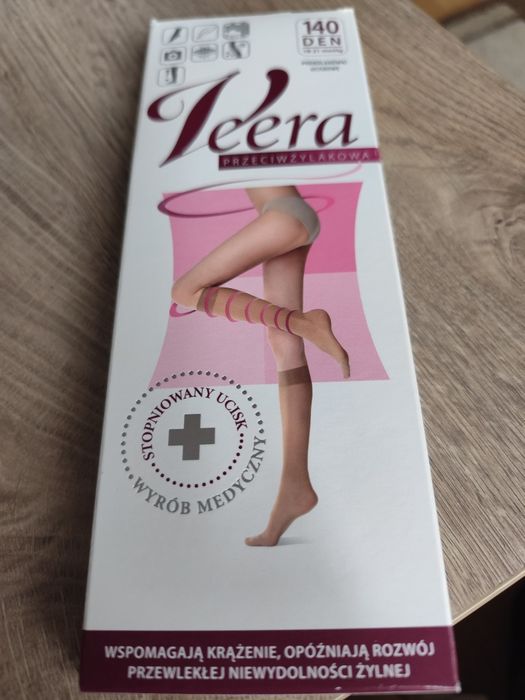 140
DEN
Veera
PRZECIWŻYLAKOWA
STOPNIOWANY UCISK
WYRÓB MEDYCZNY
WSPOMAGAJĄ KRĄŻENIE, OPÓŹNIAJĄ ROZWÓJ
PRZEWLEKŁEJ NIEWYDOLNOŚCI ŻYLNEJ